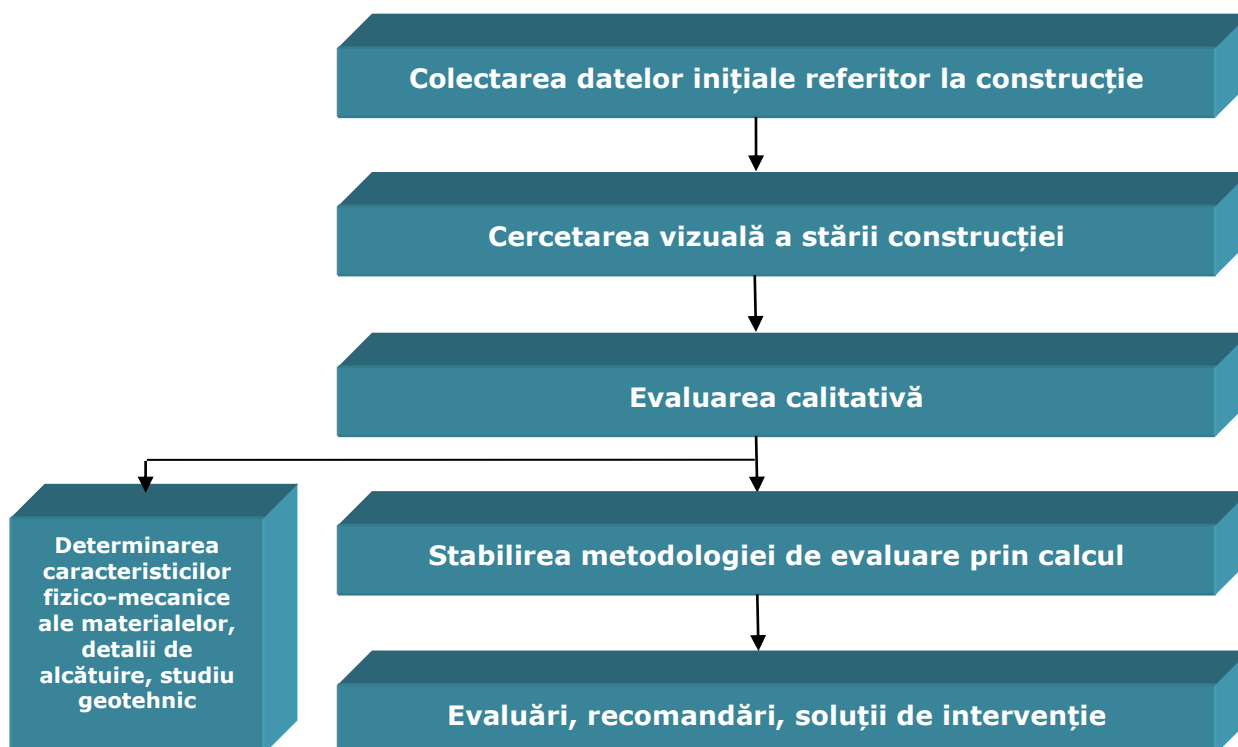 Colectarea datelor inițiale referitor la construcție
Cercetarea vizuală a stării construcției
Evaluarea calitativă
Determinarea
caracteristicilor
fizico-mecanice
ale materialelor,
detalii de
alcătuire, studiu
geotehnic
Stabilirea metodologiei de evaluare prin calcul
Evaluări, recomandări, soluții de intervenție